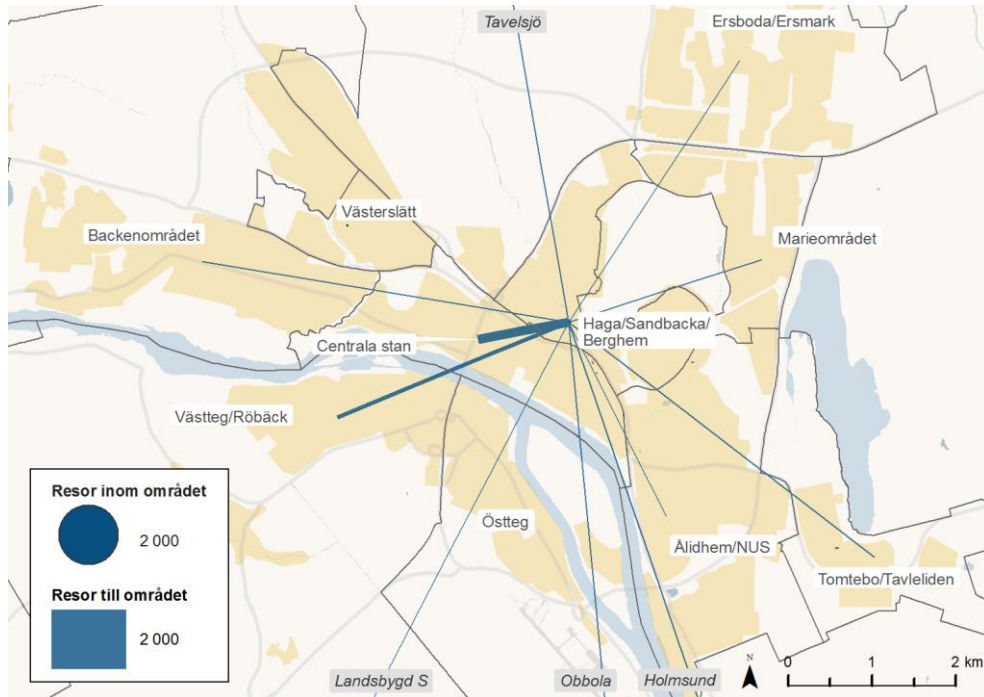 Tavelsjö
Ersboda/Ersmark
Västerslätt
Backenområdet
Marieområdet
Haga/Sandbacka/
Berghem
Centrala stan
Västteg/Röbäck
Resor inom området
2 000
Resor till området
2 000
Östteg
Ålidhem/NUS
Tomtebo/Tavleliden
Landsbygd S
Obbola
Holmsund
N
0 1 2 km